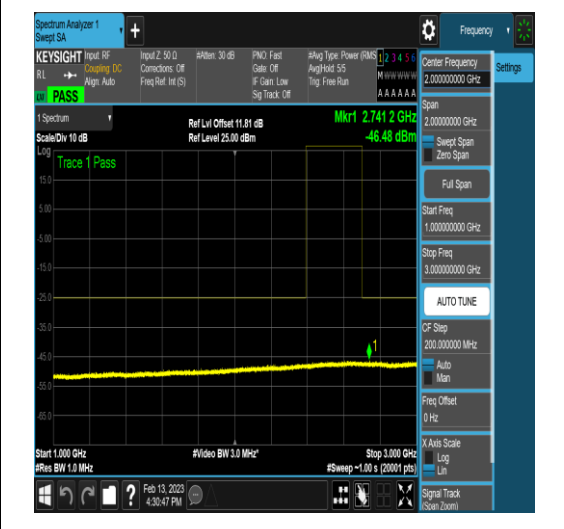 Spectrum Analyzer 1
Swept SA
+
Frequency
KEYSIGHT
Input: RF
Coupling: DC
Align: Auto
Input Z: 50 Ω
Corrections: Off
Freq Ref: Int (S)
#Atten: 30 dB
PNO: Fast
Gate: Off
IF Gain: Low
Sig Track: Off
#Avg Type: Power (RMS
Avg|Hold: 5/5
Trig: Free Run
1 2 3 4 5 6
M W W W W W
A A A A A A
RL
PASS
Center Frequency
2.000000000 GHz
Settings
Span
2.00000000 GHz
Swept Span
Zero Span
Full Span
Start Freq
1.000000000 GHz
Stop Freq
3.000000000 GHz
AUTO TUNE
CF Step
200.000000 MHz
Auto
Man
Freq Offset
0 Hz
X Axis Scale
Log
Lin
Signal Track
(Span Zoom)
1 Spectrum
Scale/Div 10 dB
Ref Lvl Offset 11.81 dB
Ref Level 25.00 dBm
Mkr1 2.741 2 GHz
-46.48 dBm
Log
Trace 1 Pass
15.0
5.00
-5.00
-15.0
-25.0
-35.0
-45.0
-55.0
-65.0
1
Start 1.000 GHz
#Res BW 1.0 MHz
#Video BW 3.0 MHz*
Stop 3.000 GHz
#Sweep ~1.00 s (20001 pts)
?
Feb 13, 2023
4:30:47 PM